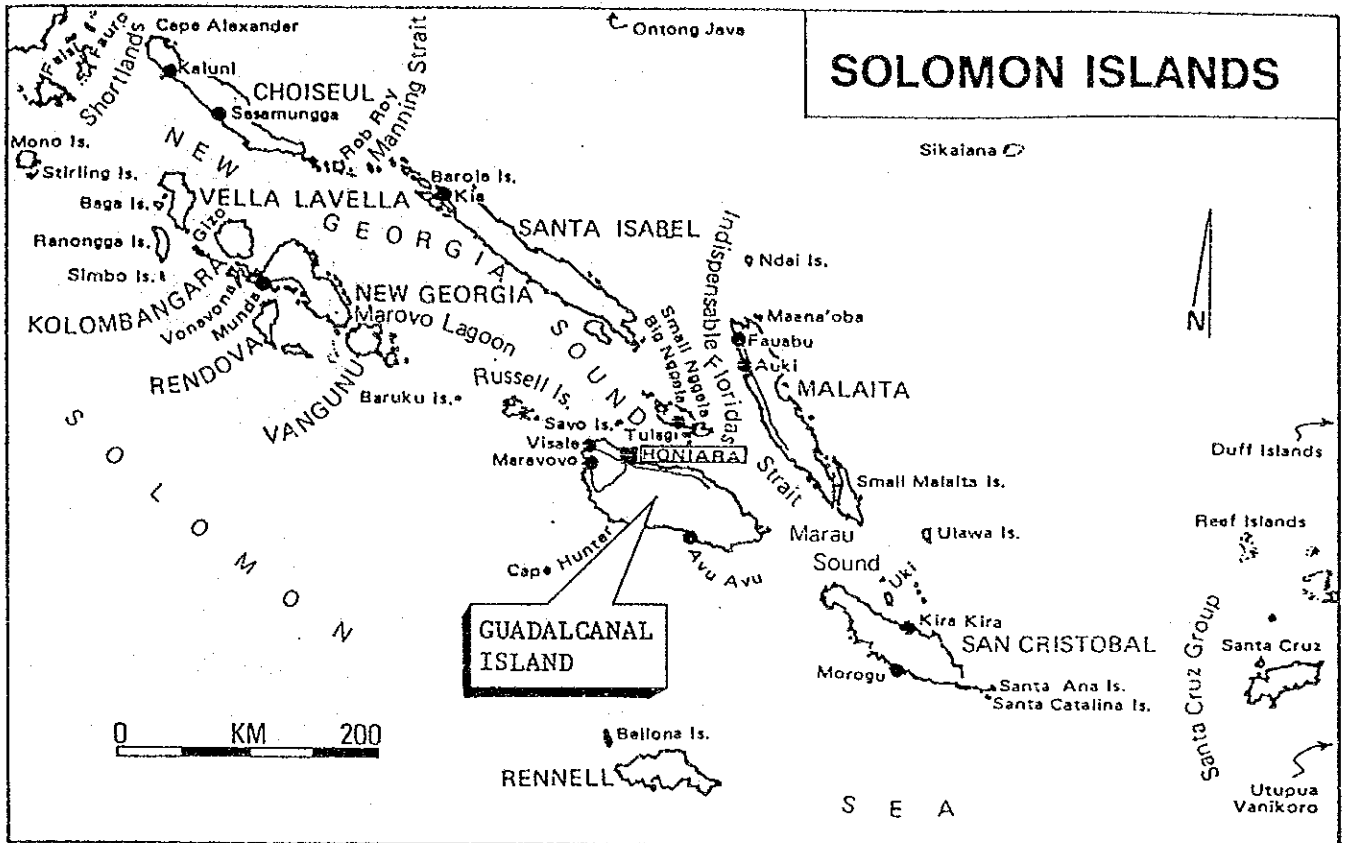 SOLOMON ISLANDS
Ontong Java
Cape Alexander
Faisi
Fauro
Shortlands
Kaluni
CHOISEUL
Sasamungga
Rob Roy
Manning Strait
Mono Is.
Stirling Is.
NEW GEORGIA SOUND
Sikaiana
Barola Is.
Kia
VELLA LAVELLA
Baga Is.
Gizo
SANTA ISABEL
Ranongga Is.
Simbo Is.
Indispensable Strait
Ndai Is.
KOLOMBANGARA
Vonavona
Munda
NEW GEORGIA
Marovo Lagoon
RENDOVA
VANGUNU
N
Maana'oba
Fauabu
Auki
MALAITA
Small Nggela
Big Nggela
Floridas
Russell Is.
Baruku Is.
Savo Is.
Tulagi
Visale
HONIARA
Maravovo
Small Malaita Is.
Duff Islands
Reef Islands
Marau
Sound
Ulawa Is.
Cape Hunter
Avu Avu
Uki
GUADALCANAL
ISLAND
Kira Kira
SAN CRISTOBAL
Morogu
Santa Ana Is.
Santa Catalina Is.
Santa Cruz Group
Santa Cruz
0 KM 200
Bellona Is.
RENNELL
SOLOMON
SEA
Utupua
Vanikoro